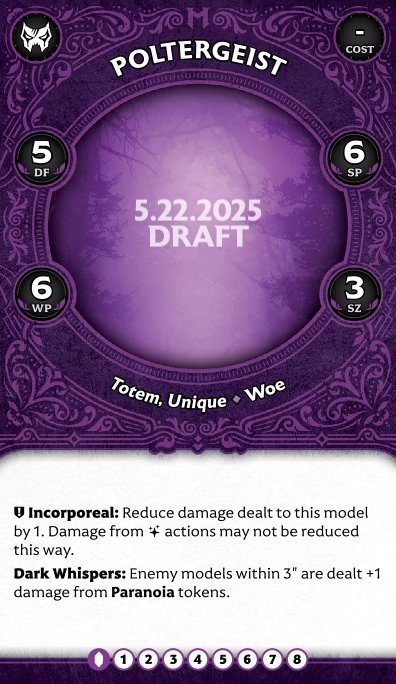 POLTERGEIST
-
COST
5
DF
6
SP
5.22.2025
DRAFT
6
WP
3
SZ
Totem, Unique ◆ Woe
Incorporeal: Reduce damage dealt to this model
by 1. Damage from actions may not be reduced
this way.
Dark Whispers: Enemy models within 3" are dealt +1
damage from Paranoia tokens.
1 2 3 4 5 6 7 8